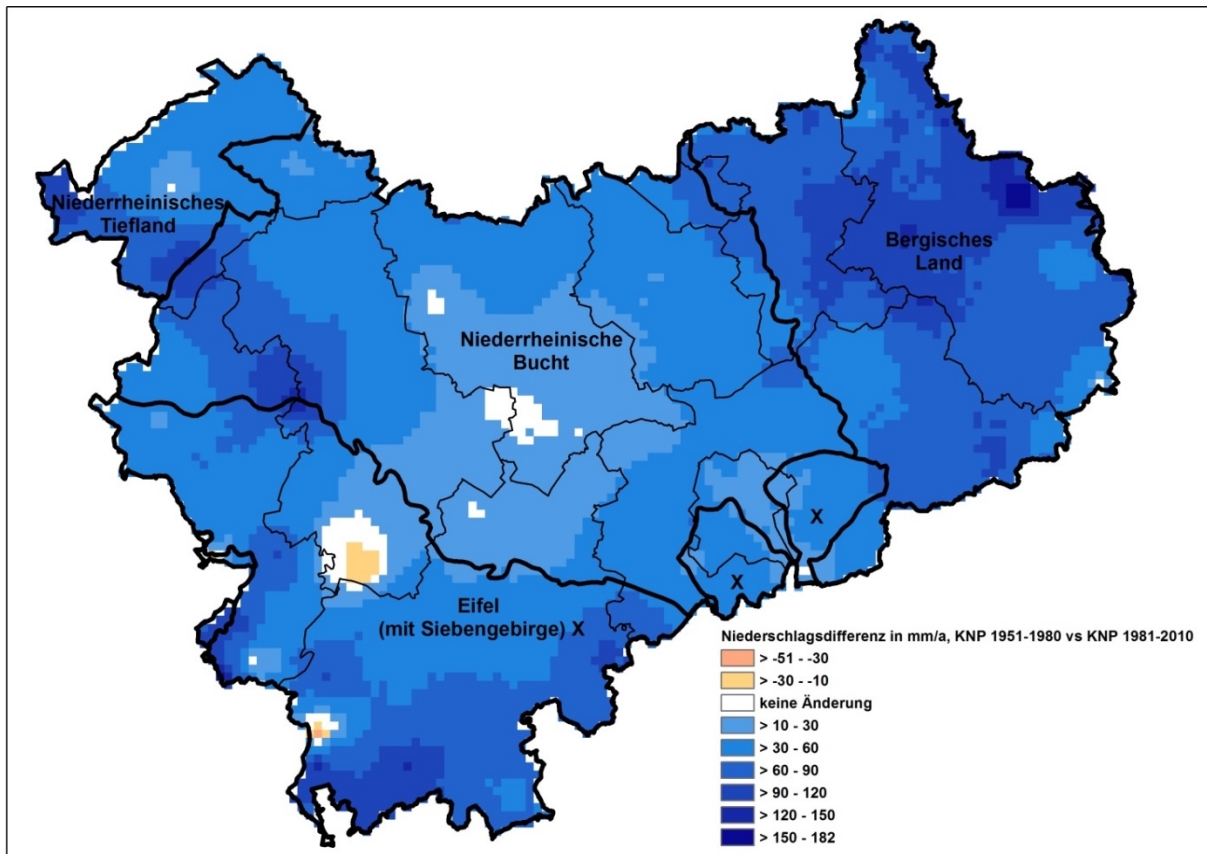 Niederrheinisches
Tiefland
Bergisches
Land
Niederrheinische
Bucht
X
X
Eifel
(mit Siebengebirge) X
Niederschlagsdifferenz in mm/a, KNP 1951-1980 vs KNP 1981-2010
> -51 - -30
> -30 - -10
keine Änderung
> 10 - 30
> 30 - 60
> 60 - 90
> 90 - 120
> 120 - 150
> 150 - 182